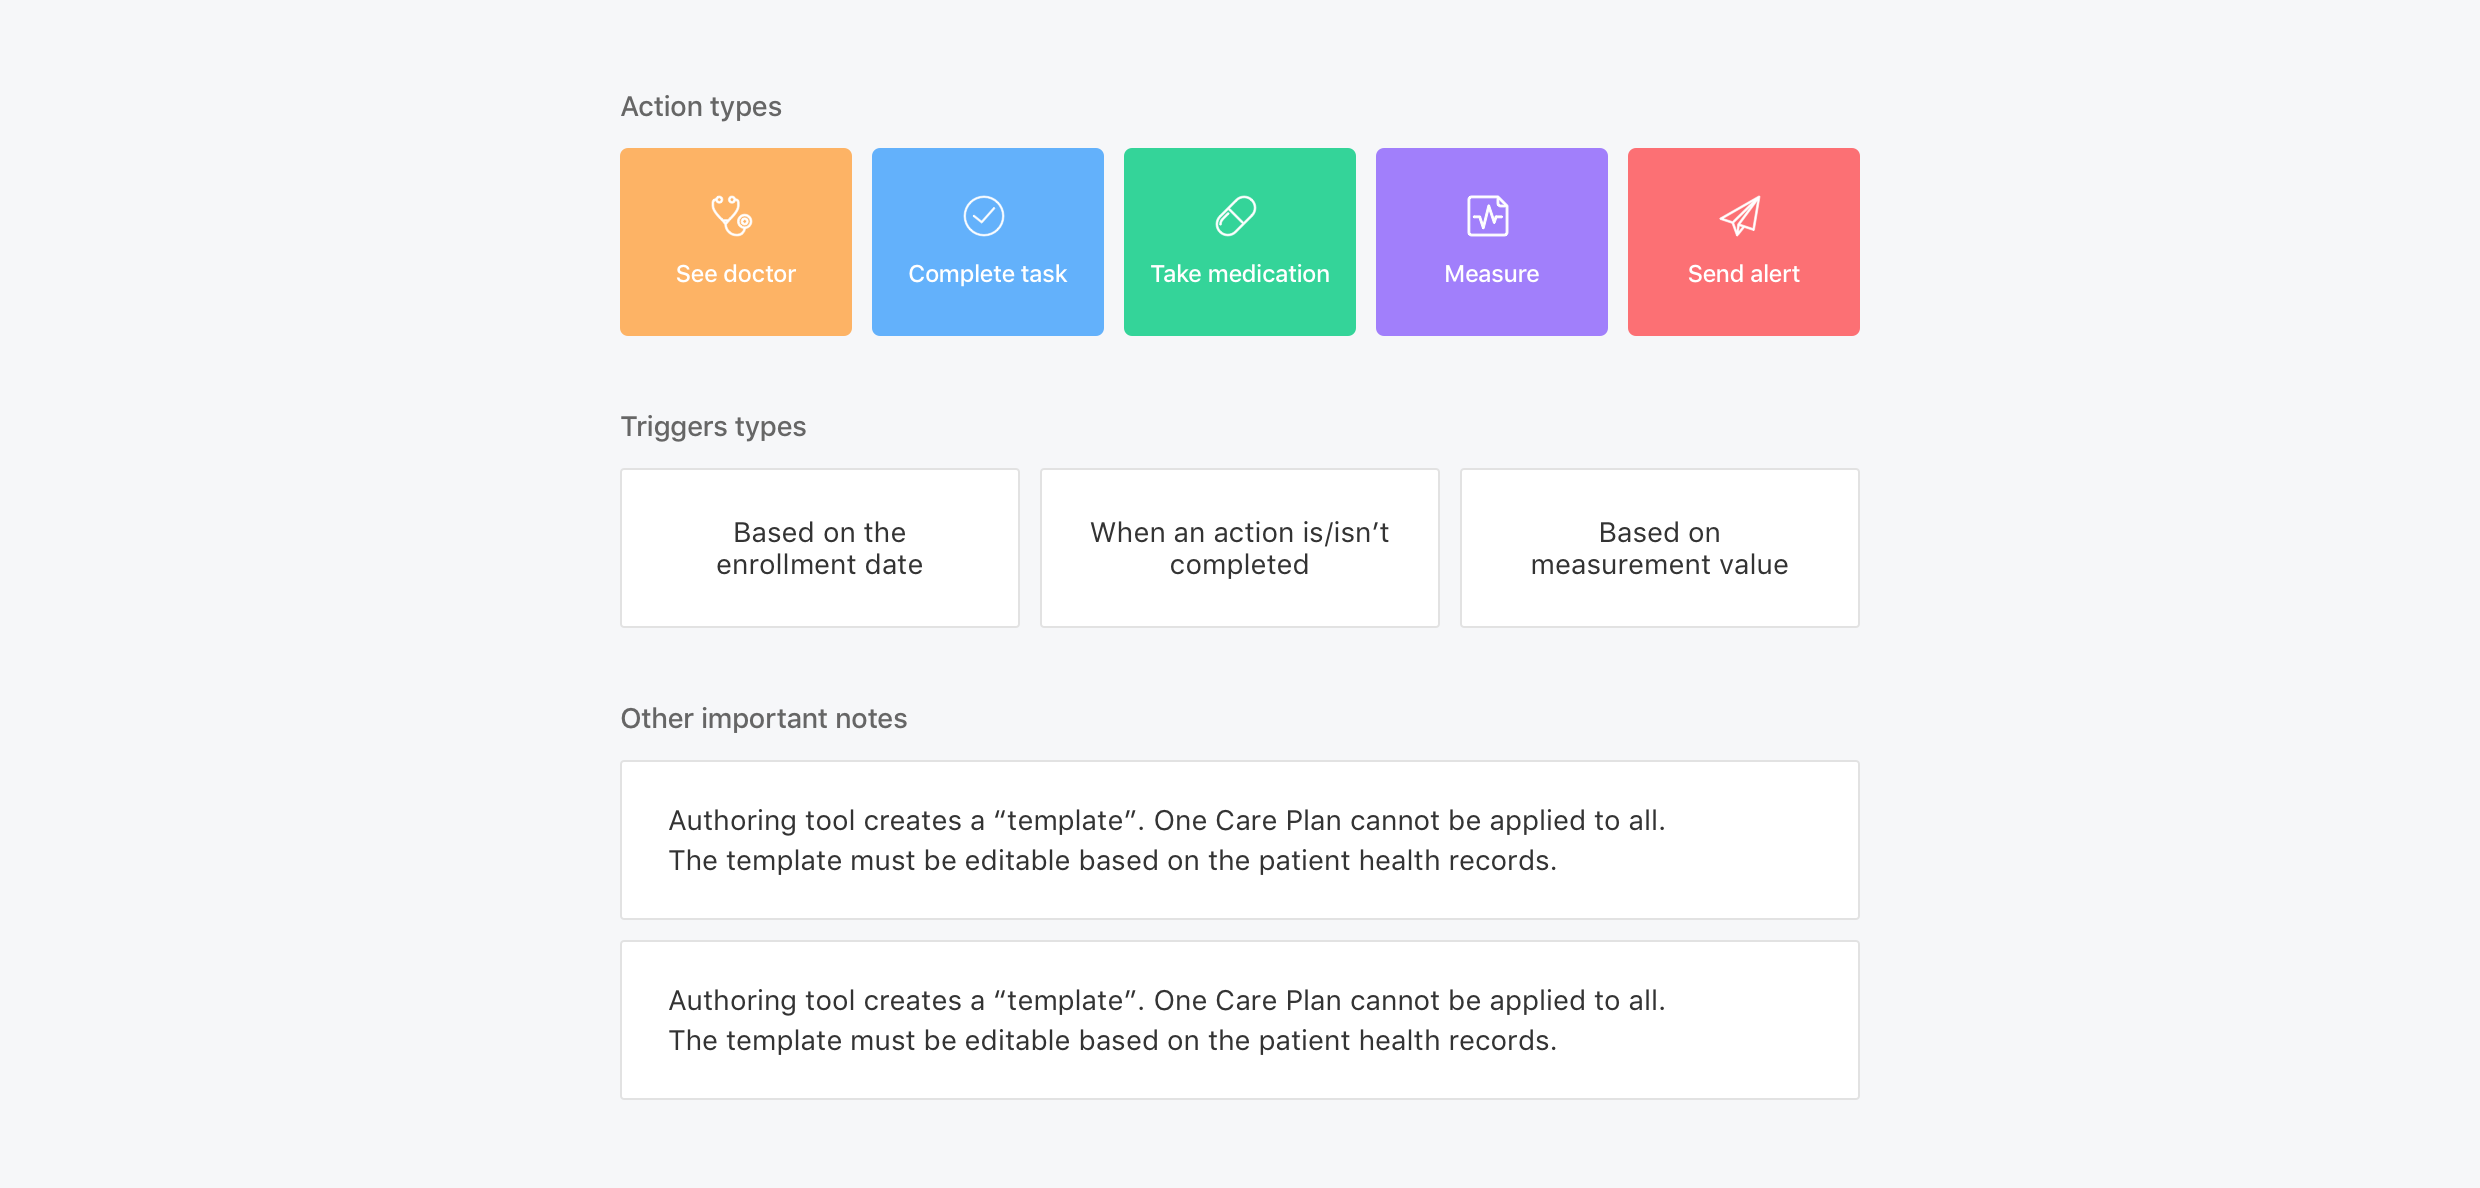 Action types
See doctor
Complete task
Take medication
Measure
Send alert
Triggers types
Based on the
enrollment date
When an action is/isn’t
completed
Based on
measurement value
Other important notes
Authoring tool creates a “template”. One Care Plan cannot be applied to all.
The template must be editable based on the patient health records.
Authoring tool creates a “template”. One Care Plan cannot be applied to all.
The template must be editable based on the patient health records.